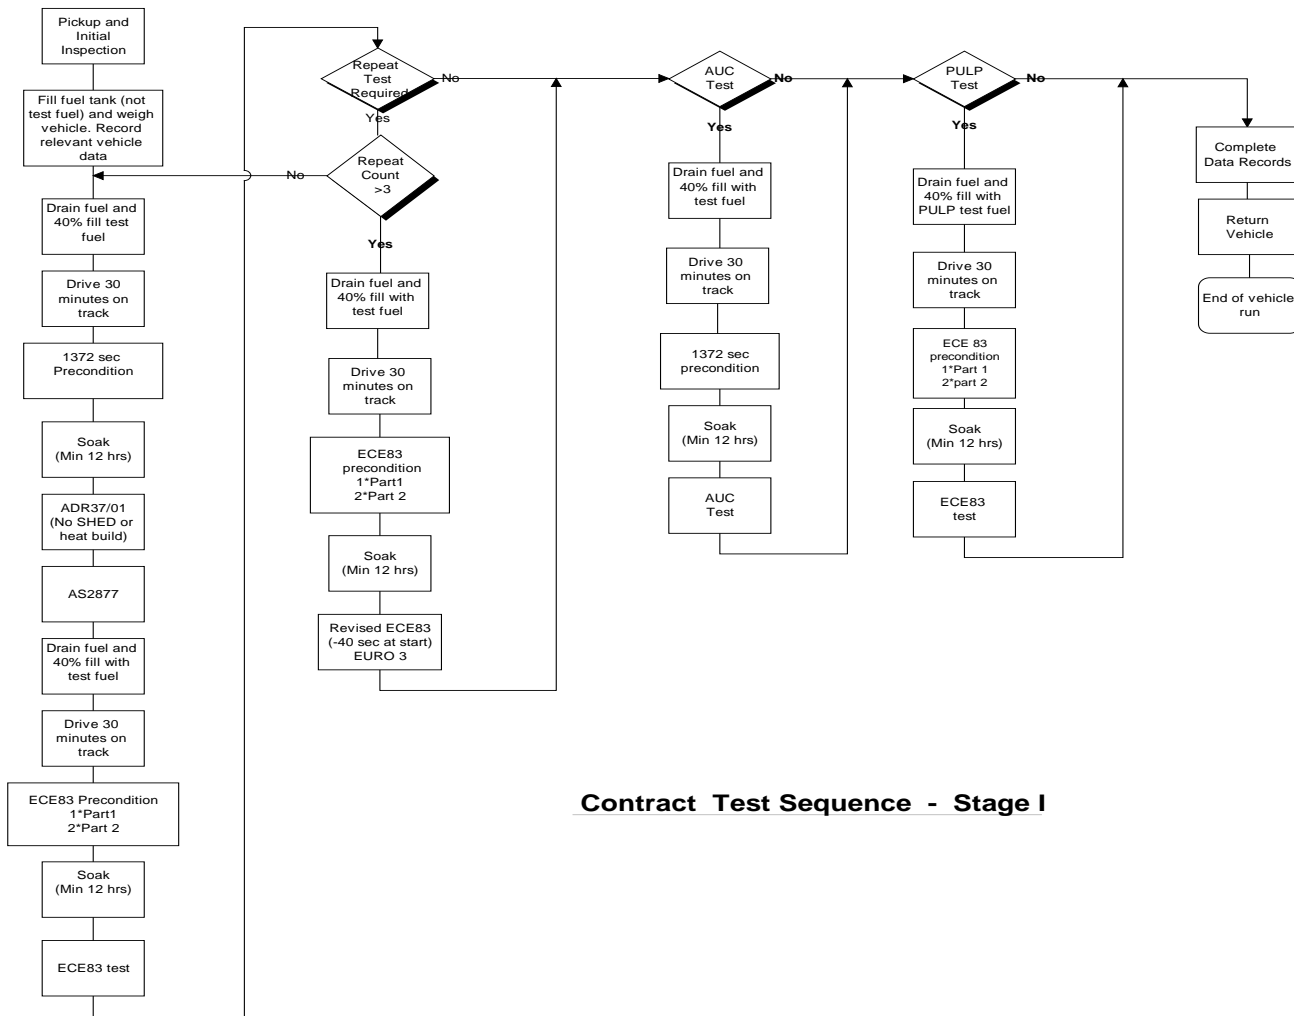 Pickup and
Initial
Inspection
Fill fuel tank (not
test fuel) and weigh
vehicle. Record
relevant vehicle
data
Drain fuel and
40% fill test
fuel
Drive 30
minutes on
track
1372 sec
Precondition
Soak
(Min 12 hrs)
ADR37/01
(No SHED or
heat build)
AS2877
Drain fuel and
40% fill with
test fuel
Drive 30
minutes on
track
ECE83 Precondition
1*Part1
2*Part 2
Soak
(Min 12 hrs)
ECE83 test
Repeat
Test
Required
No
Yes
Repeat
Count
>3
No
Yes
Drain fuel and
40% fill with
test fuel
Drive 30
minutes on
track
ECE83
precondition
1*Part1
2*Part 2
Soak
(Min 12 hrs)
Revised ECE83
(-40 sec at start)
EURO 3
AUC
Test
No
Yes
Drain fuel and
40% fill with
test fuel
Drive 30
minutes on
track
1372 sec
precondition
Soak
(Min 12 hrs)
AUC
Test
PULP
Test
No
Yes
Drain fuel and
40% fill with
PULP test fuel
Drive 30
minutes on
track
ECE 83
precondition
1*Part 1
2*part 2
Soak
(Min 12 hrs)
ECE83
test
Complete
Data Records
Return
Vehicle
End of vehicle
run
Contract Test Sequence - Stage I